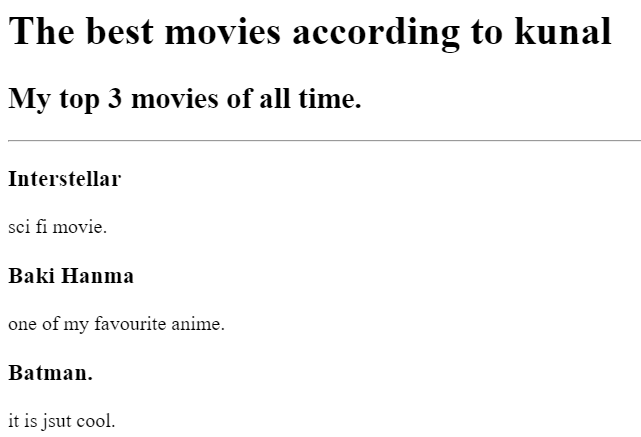 The best movies according to kunal
My top 3 movies of all time.
Interstellar
sci fi movie.
Baki Hanma
one of my favourite anime.
Batman.
it is jsut cool.